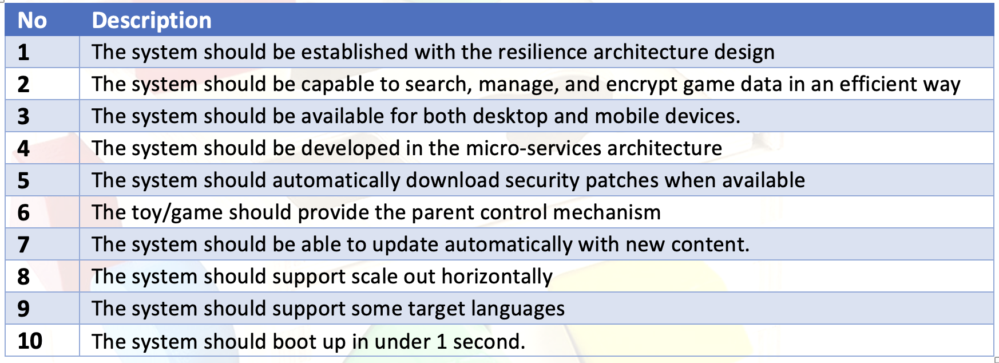 No Description
1 The system should be established with the resilience architecture design
2 The system should be capable to search, manage, and encrypt game data in an efficient way
3 The system should be available for both desktop and mobile devices.
4 The system should be developed in the micro-services architecture
5 The system should automatically download security patches when available
6 The toy/game should provide the parent control mechanism
7 The system should be able to update automatically with new content.
8 The system should support scale out horizontally
9 The system should support some target languages
10 The system should boot up in under 1 second.